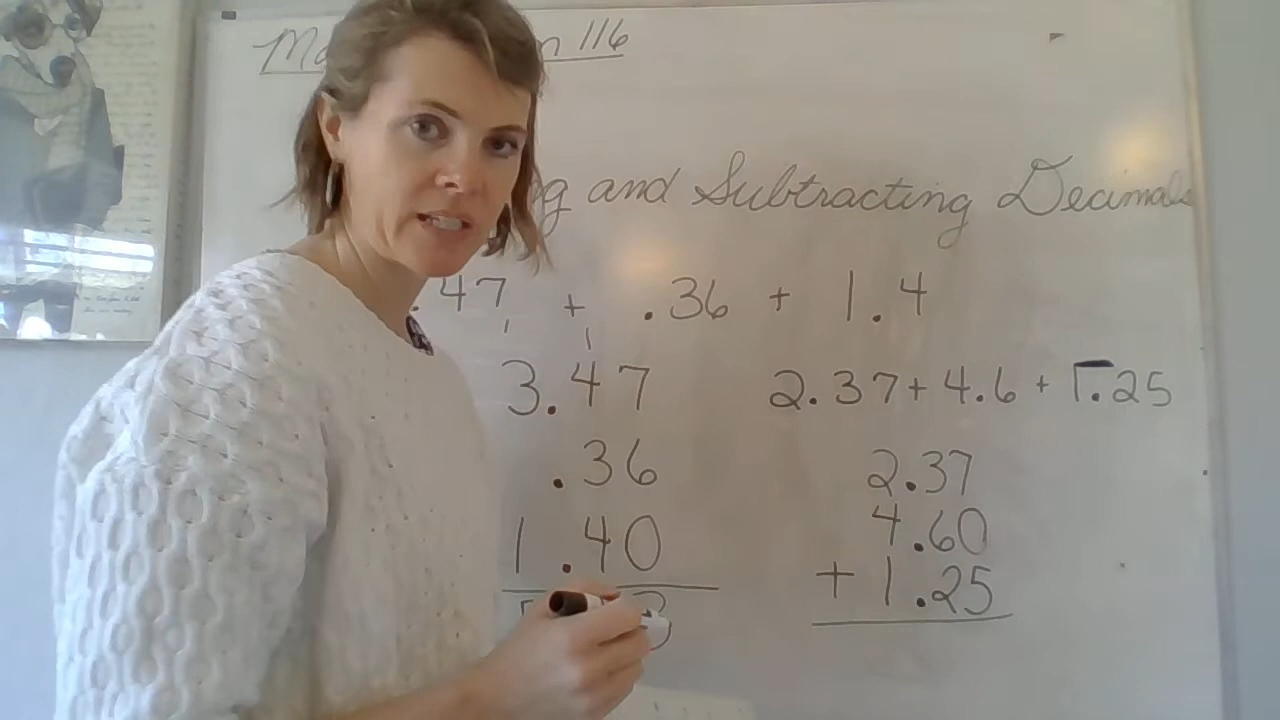 116
and Subtracting Decimals
.47 + .36 + 1.4
3.47
.36
1.40
2.37 + 4.6 + 1.25
2.37
4.60
+ 1.25